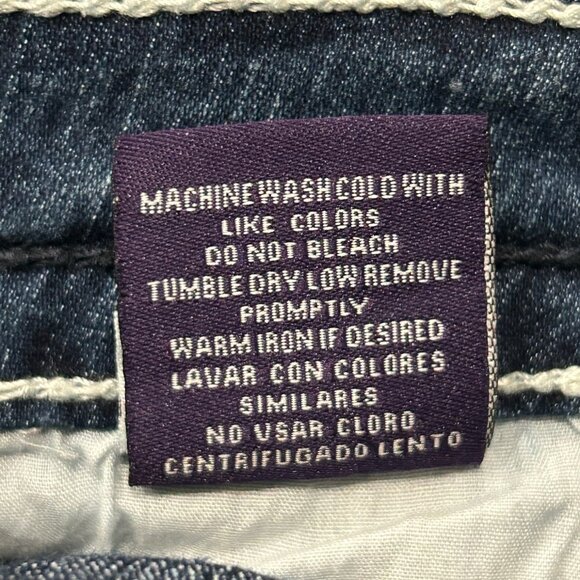 MACHINE WASH COLD WITH
LIKE COLORS
DO NOT BLEACH
TUMBLE DRY LOW REMOVE
PROMPTLY
WARM IRON IF DESIRED
LAVAR CON COLORES
SIMILARES
NO USAR CLORO
CENTRIFUGADO LENTO